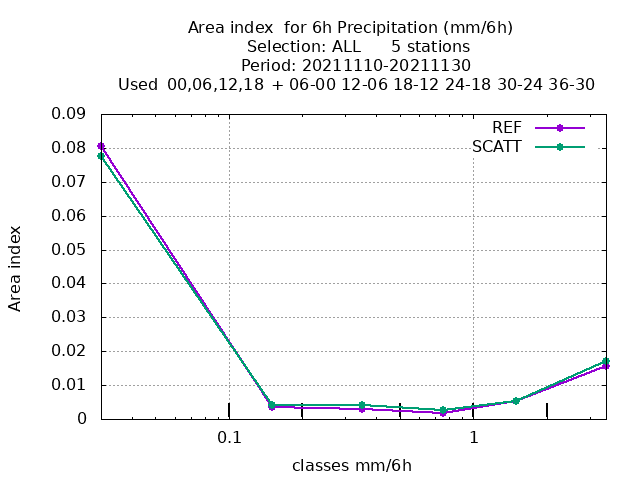 Area index  for 6h Precipitation (mm/6h)
Selection: ALL      5 stations
Period: 20211110-20211130
Used  00,06,12,18  + 06-00 12-06 18-12 24-18 30-24 36-30
0.09
REF
SCATT
0.08
0.07
0.06
0.05
0.04
0.03
0.02
0.01
0
Area index
0.1
1
classes mm/6h